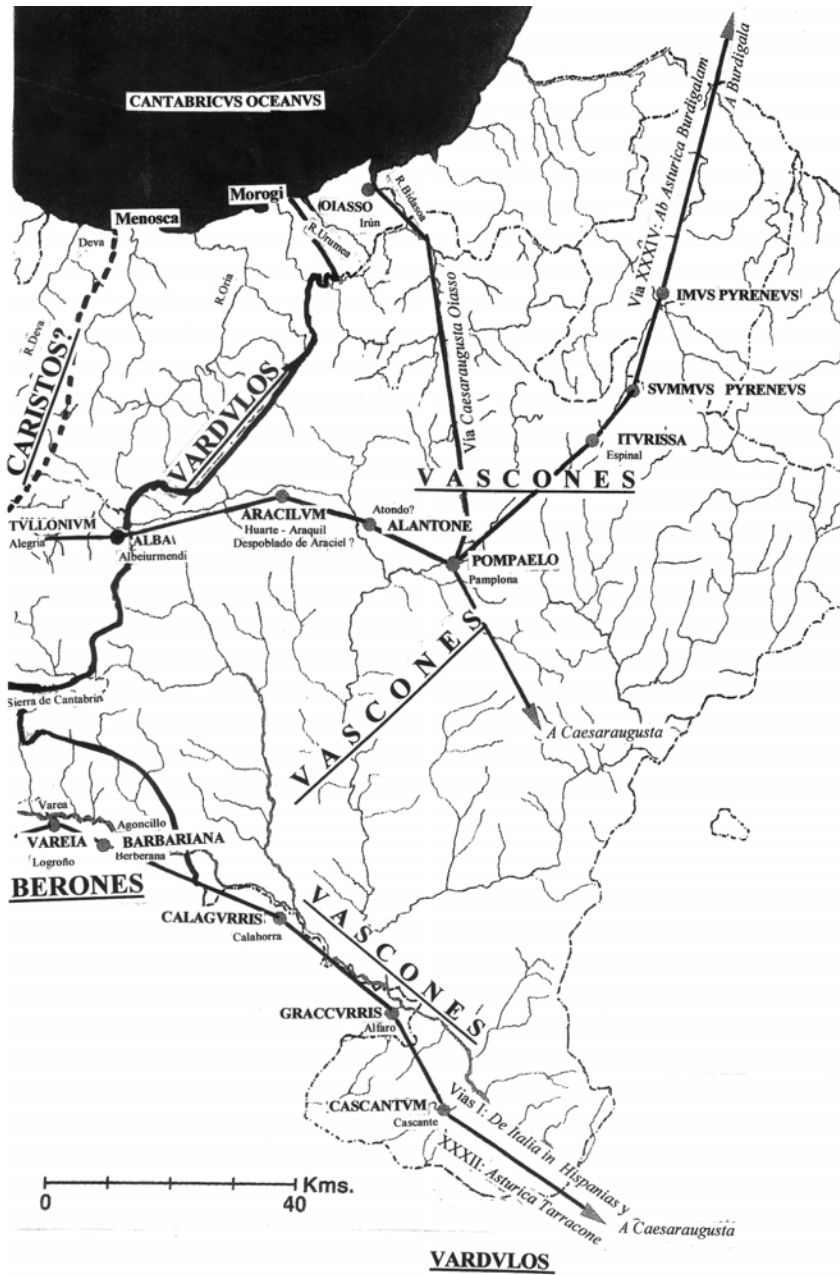 CANTABRICVS OCEANVS
A Burdigala
Via XXXIV: Ab Asturica Burdigalam
Menosca
Morogi
OIASSO
Irún
R.Bidasoa
Deva
R.Urumea
R.Oria
R.Deva
CARISTOS?
VARDVLOS
Vía Caesaraugusta Oiasso
IMVS PYRENEVS
SVMMVS PYRENEVS
ITVRISSA
Espinal
VASCONES
TVLLONIVM
Alegria
ALBA
Albeiurmendi
ARACILVM
Huarte - Araquil
Despoblado de Araciel ?
Atondo?
ALANTONE
POMPAELO
Pamplona
VASCONES
A Caesaraugusta
Sierra de Cantabria
Varea
VAREIA
Logroño
Agoncillo
BARBARIANA
Berberana
BERONES
CALAGVRRIS
Calahorra
VASCONES
GRACCVRRIS
Alfaro
CASCANTVM
Cascante
Vias I: De Italia in Hispanias y
XXXII: Asturica Tarracone
A Caesaraugusta
Kms.
0 40
VARDVLOS